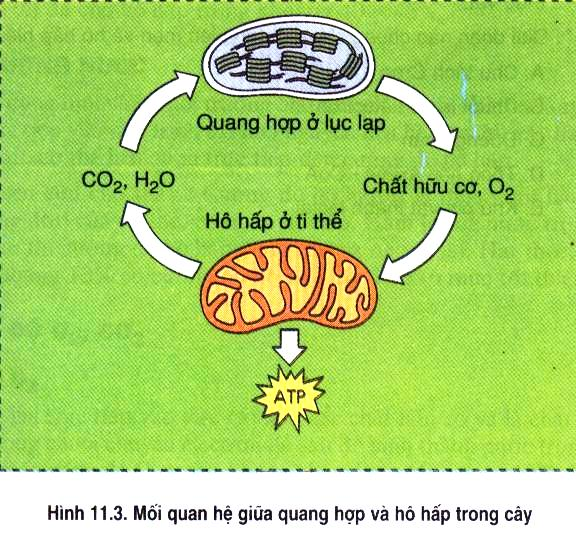 Quang hợp ở lục lạp
CO₂, H₂O
Chất hữu cơ, O₂
Hô hấp ở ti thể
ATP
Hình 11.3. Mối quan hệ giữa quang hợp và hô hấp trong cây